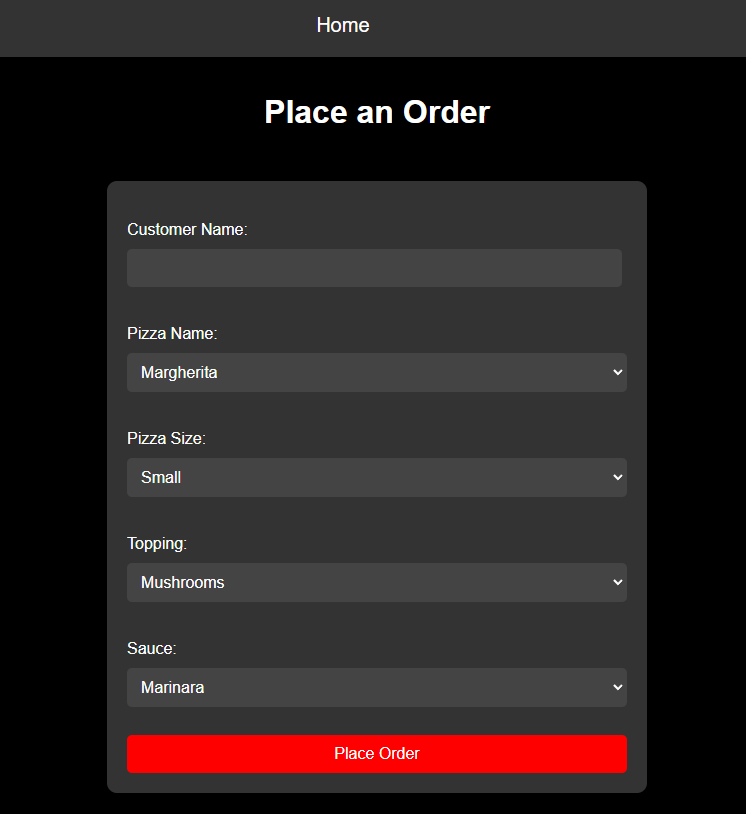 Home
Place an Order
Customer Name:
Pizza Name:
Margherita
Pizza Size:
Small
Topping:
Mushrooms
Sauce:
Marinara
Place Order